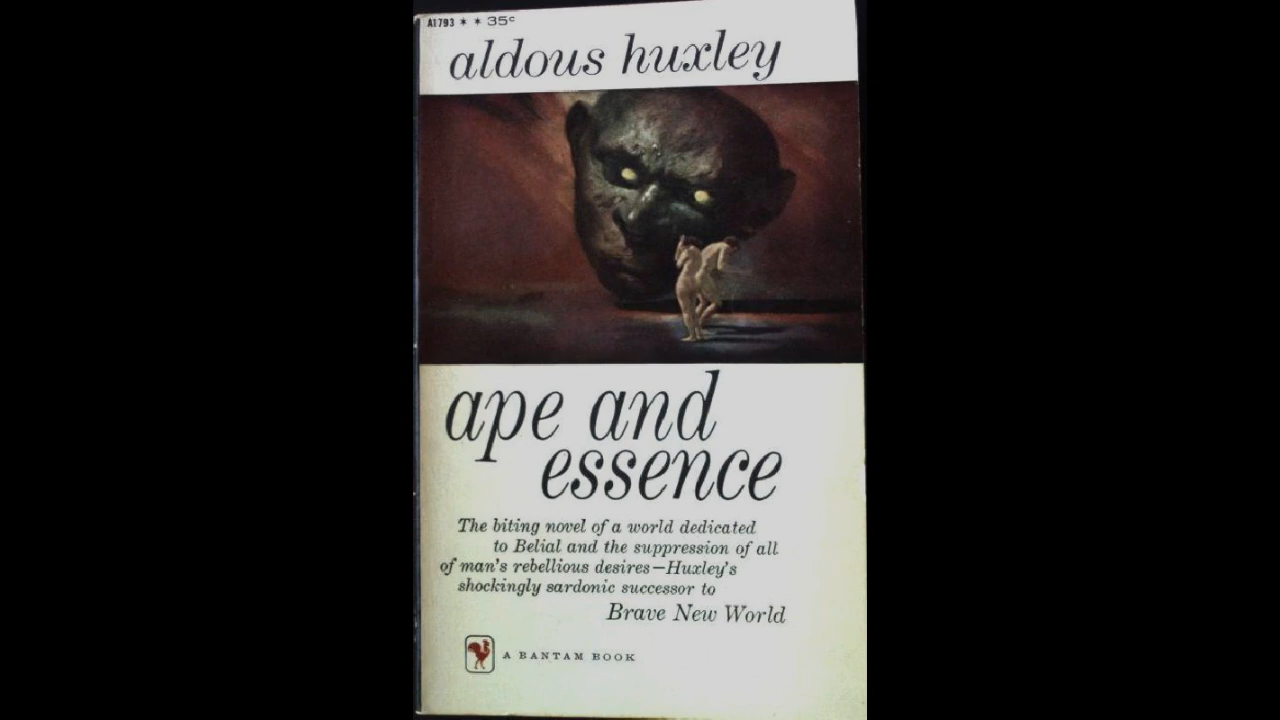 A1793 * * 35c
aldous huxley
ape and
essence
The biting novel of a world dedicated
to Belial and the suppression of all
of man's rebellious desires—Huxley's
shockingly sardonic successor to
Brave New World
A BANTAM BOOK